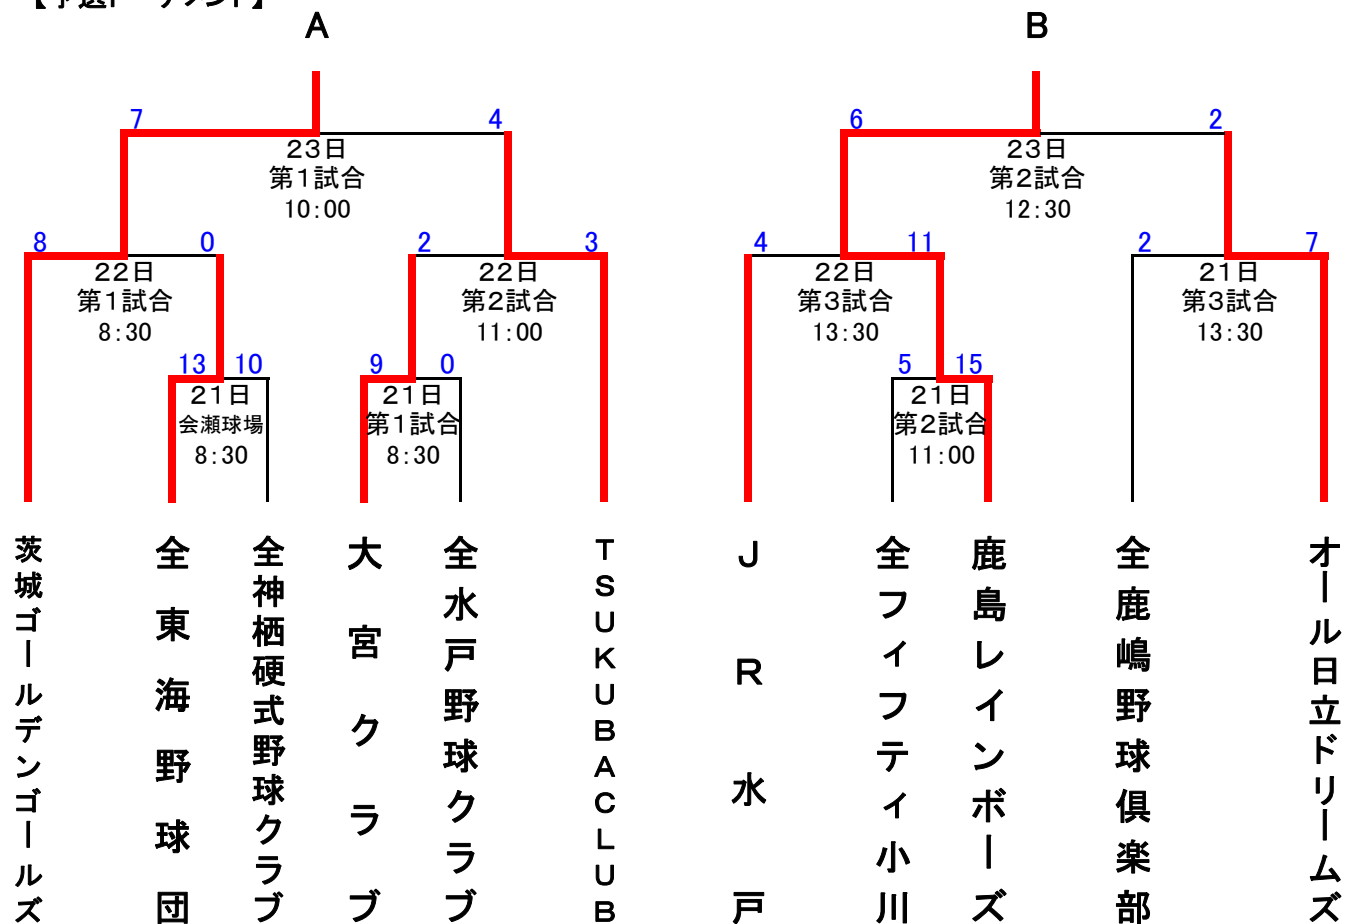 【予選トーナメント】
A
B
7
4
6
2
23日
第1試合
10:00
23日
第2試合
12:30
8
0
2
3
4
11
2
7
22日
第1試合
8:30
22日
第2試合
11:00
22日
第3試合
13:30
21日
第3試合
13:30
13
10
9
0
5
15
21日
会瀬球場
8:30
21日
第1試合
8:30
21日
第2試合
11:00
茨城ゴールデンゴールズ
全東海野球団
全神栖硬式野球クラブ
大宮クラブ
全水戸野球クラブ
TSUKUBACLUB
JR水戸
全フィフティ小川
鹿島レインボーズ
全鹿嶋野球倶楽部
オール日立ドリームズ